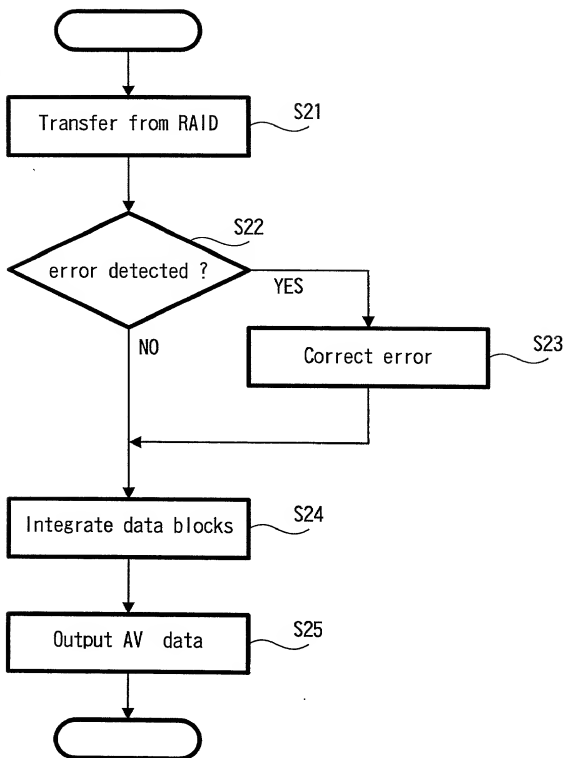 Transfer from RAID
S21
S22
error detected ?
YES
NO
Correct error
S23
Integrate data blocks
S24
Output AV data
S25